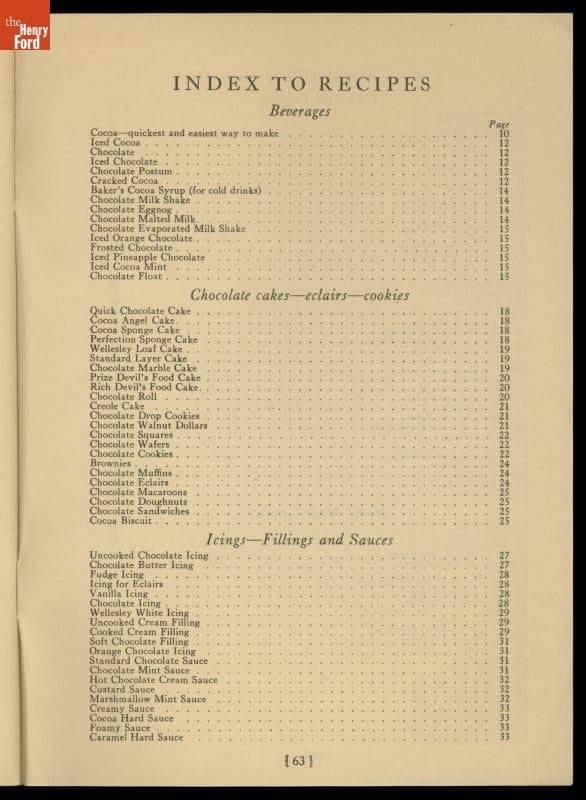 the
Henry
Ford
INDEX TO RECIPES
Beverages
Page
Cocoa—quickest and easiest way to make . . . . . . . . . . . . . 10
Iced Cocoa . . . . . . . . . . . . . 12
Chocolate . . . . . . . . . . . . . 12
Iced Chocolate . . . . . . . . . . . . . 12
Chocolate Postum . . . . . . . . . . . . . 12
Cracked Cocoa . . . . . . . . . . . . . 12
Baker's Cocoa Syrup (for cold drinks) . . . . . . . . . . . . . 14
Chocolate Milk Shake . . . . . . . . . . . . . 14
Chocolate Eggnog . . . . . . . . . . . . . 14
Chocolate Malted Milk . . . . . . . . . . . . . 14
Chocolate Evaporated Milk Shake . . . . . . . . . . . . . 15
Iced Orange Chocolate . . . . . . . . . . . . . 15
Frosted Chocolate . . . . . . . . . . . . . 15
Iced Pineapple Chocolate . . . . . . . . . . . . . 15
Iced Cocoa Mint . . . . . . . . . . . . . 15
Chocolate Float . . . . . . . . . . . . . 15
Chocolate cakes—eclairs—cookies
Quick Chocolate Cake . . . . . . . . . . . . . 18
Cocoa Angel Cake . . . . . . . . . . . . . 18
Cocoa Sponge Cake . . . . . . . . . . . . . 18
Perfection Sponge Cake . . . . . . . . . . . . . 18
Wellesley Loaf Cake . . . . . . . . . . . . . 19
Standard Layer Cake . . . . . . . . . . . . . 19
Chocolate Marble Cake . . . . . . . . . . . . . 19
Prize Devil's Food Cake . . . . . . . . . . . . . 20
Rich Devil's Food Cake . . . . . . . . . . . . . 20
Chocolate Roll . . . . . . . . . . . . . 20
Creole Cake . . . . . . . . . . . . . 21
Chocolate Drop Cookies . . . . . . . . . . . . . 21
Chocolate Walnut Dollars . . . . . . . . . . . . . 21
Chocolate Squares . . . . . . . . . . . . . 22
Chocolate Wafers . . . . . . . . . . . . . 22
Chocolate Cookies . . . . . . . . . . . . . 22
Brownies . . . . . . . . . . . . . 24
Chocolate Muffins . . . . . . . . . . . . . 24
Chocolate Eclairs . . . . . . . . . . . . . 24
Chocolate Macaroons . . . . . . . . . . . . . 25
Chocolate Doughnuts . . . . . . . . . . . . . 25
Chocolate Sandwiches . . . . . . . . . . . . . 25
Cocoa Biscuit . . . . . . . . . . . . . 25
Icings—Fillings and Sauces
Uncooked Chocolate Icing . . . . . . . . . . . . . 27
Chocolate Butter Icing . . . . . . . . . . . . . 27
Fudge Icing . . . . . . . . . . . . . 28
Icing for Eclairs . . . . . . . . . . . . . 28
Vanilla Icing . . . . . . . . . . . . . 28
Chocolate Icing . . . . . . . . . . . . . 28
Wellesley White Icing . . . . . . . . . . . . . 29
Uncooked Cream Filling . . . . . . . . . . . . . 29
Cooked Cream Filling . . . . . . . . . . . . . 29
Soft Chocolate Filling . . . . . . . . . . . . . 31
Orange Chocolate Icing . . . . . . . . . . . . . 31
Standard Chocolate Sauce . . . . . . . . . . . . . 31
Chocolate Mint Sauce . . . . . . . . . . . . . 31
Hot Chocolate Cream Sauce . . . . . . . . . . . . . 32
Custard Sauce . . . . . . . . . . . . . 32
Marshmallow Mint Sauce . . . . . . . . . . . . . 32
Creamy Sauce . . . . . . . . . . . . . 33
Cocoa Hard Sauce . . . . . . . . . . . . . 33
Foamy Sauce . . . . . . . . . . . . . 33
Caramel Hard Sauce . . . . . . . . . . . . . 33
[ 63 ]